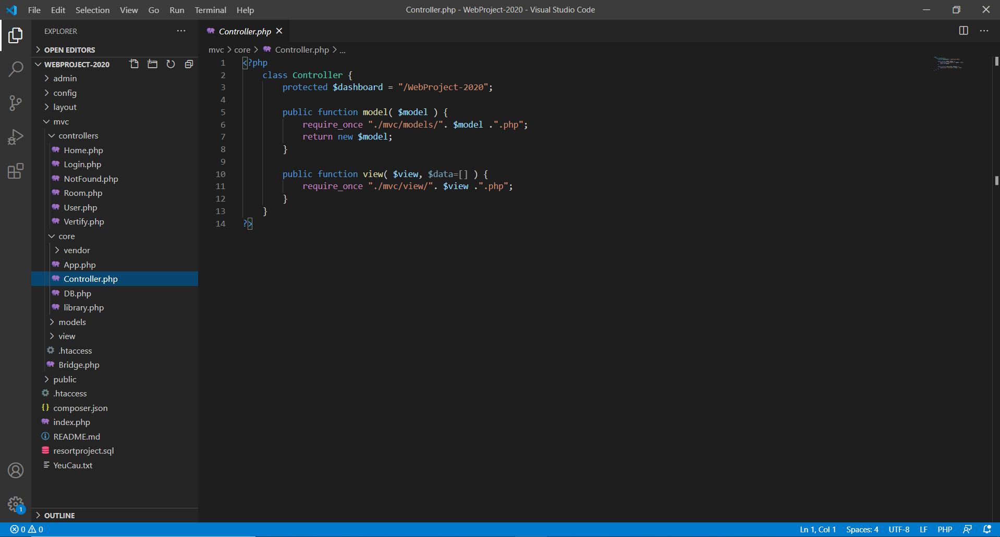 File Edit Selection View Go Run Terminal Help
Controller.php - WebProject-2020 - Visual Studio Code
EXPLORER
OPEN EDITORS
WEBPROJECT-2020
admin
config
layout
mvc
controllers
Home.php
Login.php
NotFound.php
Room.php
User.php
Vertify.php
core
vendor
App.php
Controller.php
DB.php
library.php
models
view
.htaccess
Bridge.php
public
.htaccess
composer.json
index.php
README.md
resortproject.sql
YeuCau.txt
OUTLINE
Controller.php
mvc > core > Controller.php > ...
1 <?php
2 class Controller {
3 protected $dashboard = "/WebProject-2020";
4
5 public function model( $model ) {
6 require_once "./mvc/models/". $model .".php";
7 return new $model;
8 }
9
10 public function view( $view, $data=[] ) {
11 require_once "./mvc/view/". $view .".php";
12 }
13 }
14 ?>
1
0 0
Ln 1, Col 1 Spaces: 4 UTF-8 LF PHP